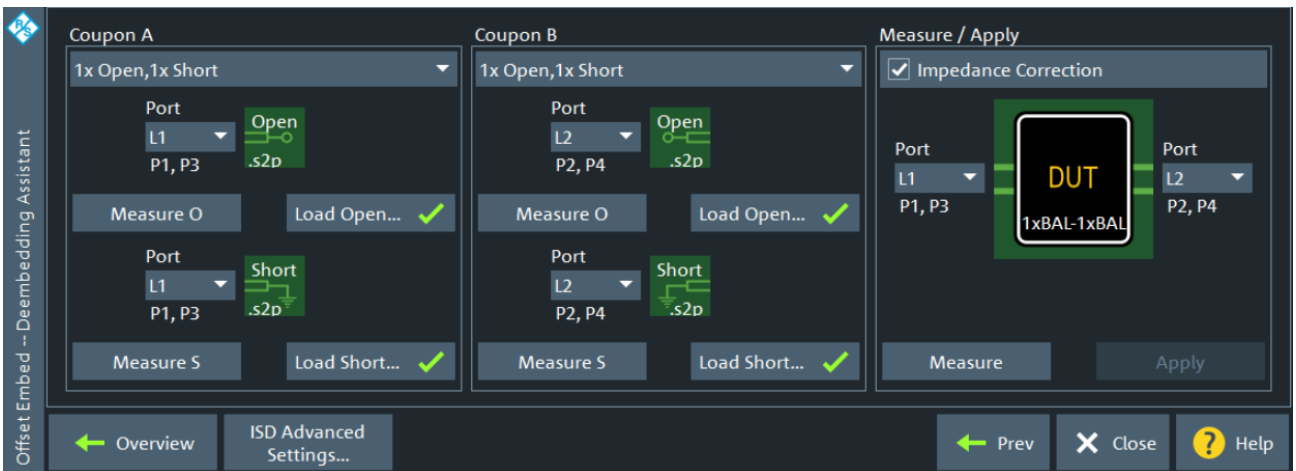 R/S
Offset Embed -- Deembedding Assistant
Coupon A
1x Open,1x Short
Port
L1
P1, P3
Open
.s2p
Measure O
Load Open...
Port
L1
P1, P3
Short
.s2p
Measure S
Load Short...
Coupon B
1x Open,1x Short
Port
L2
P2, P4
Open
.s2p
Measure O
Load Open...
Port
L2
P2, P4
Short
.s2p
Measure S
Load Short...
Measure / Apply
Impedance Correction
Port
L1
P1, P3
DUT
1xBAL-1xBAL
Port
L2
P2, P4
Measure
Apply
Overview
ISD Advanced
Settings...
Prev
Close
? Help